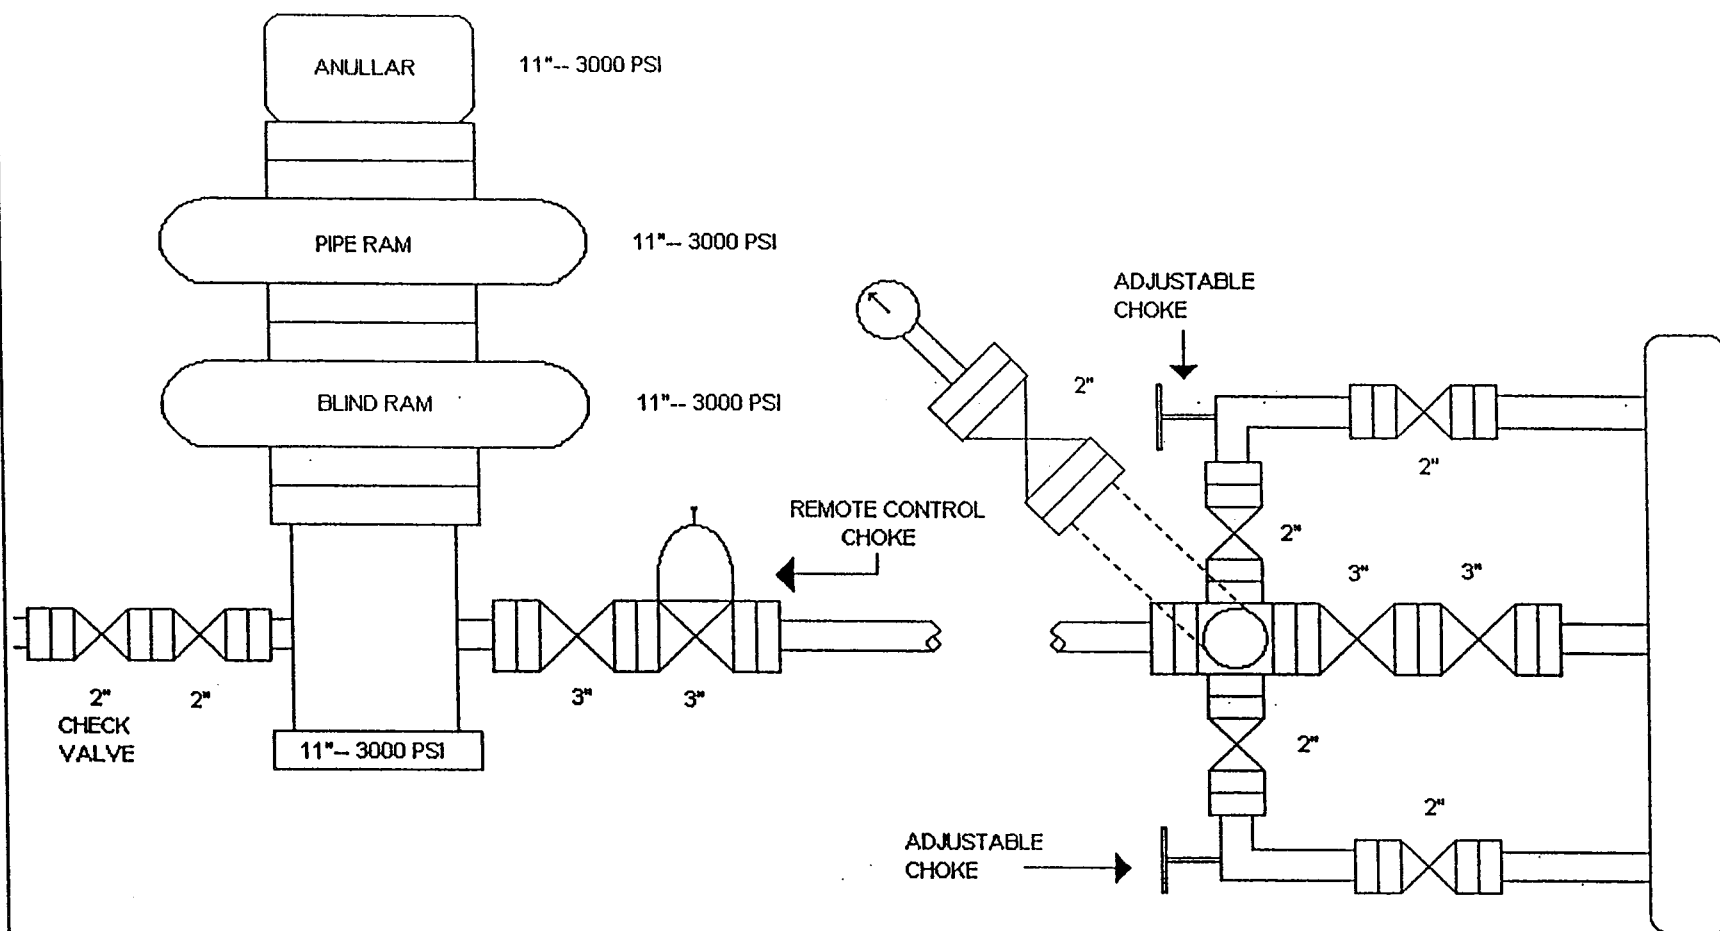 ANULLAR
11"-- 3000 PSI
PIPE RAM
11"-- 3000 PSI
BLIND RAM
11"-- 3000 PSI
ADJUSTABLE
CHOKE
2"
2"
REMOTE CONTROL
CHOKE
2"
3"
3"
2"
CHECK
VALVE
2"
3"
3"
11"-- 3000 PSI
2"
2"
ADJUSTABLE
CHOKE